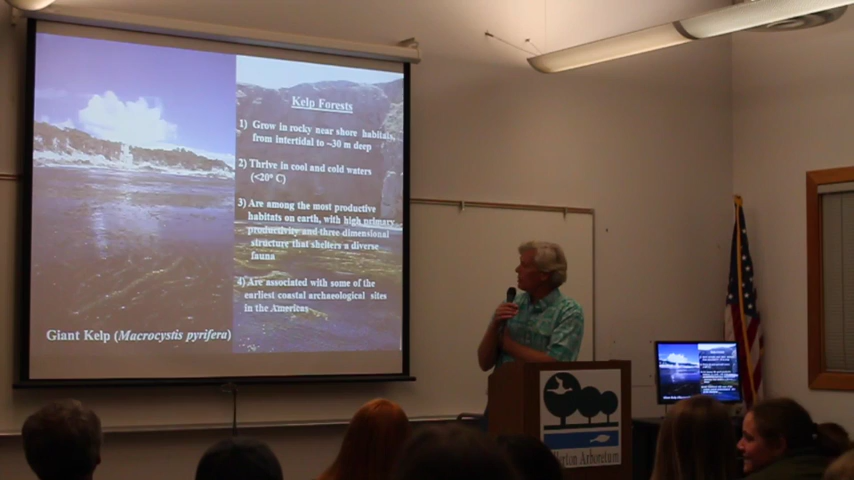 Kelp Forests
1) Grow in rocky near shore habitats,
from intertidal to ~30 m deep
2) Thrive in cool and cold waters
(<20° C)
3) Are among the most productive
habitats on earth, with high primary
productivity and three-dimensional
structure that shelters a diverse
fauna
4) Are associated with some of the
earliest coastal archaeological sites
in the Americas
Giant Kelp (Macrocystis pyrifera)
Arboretum